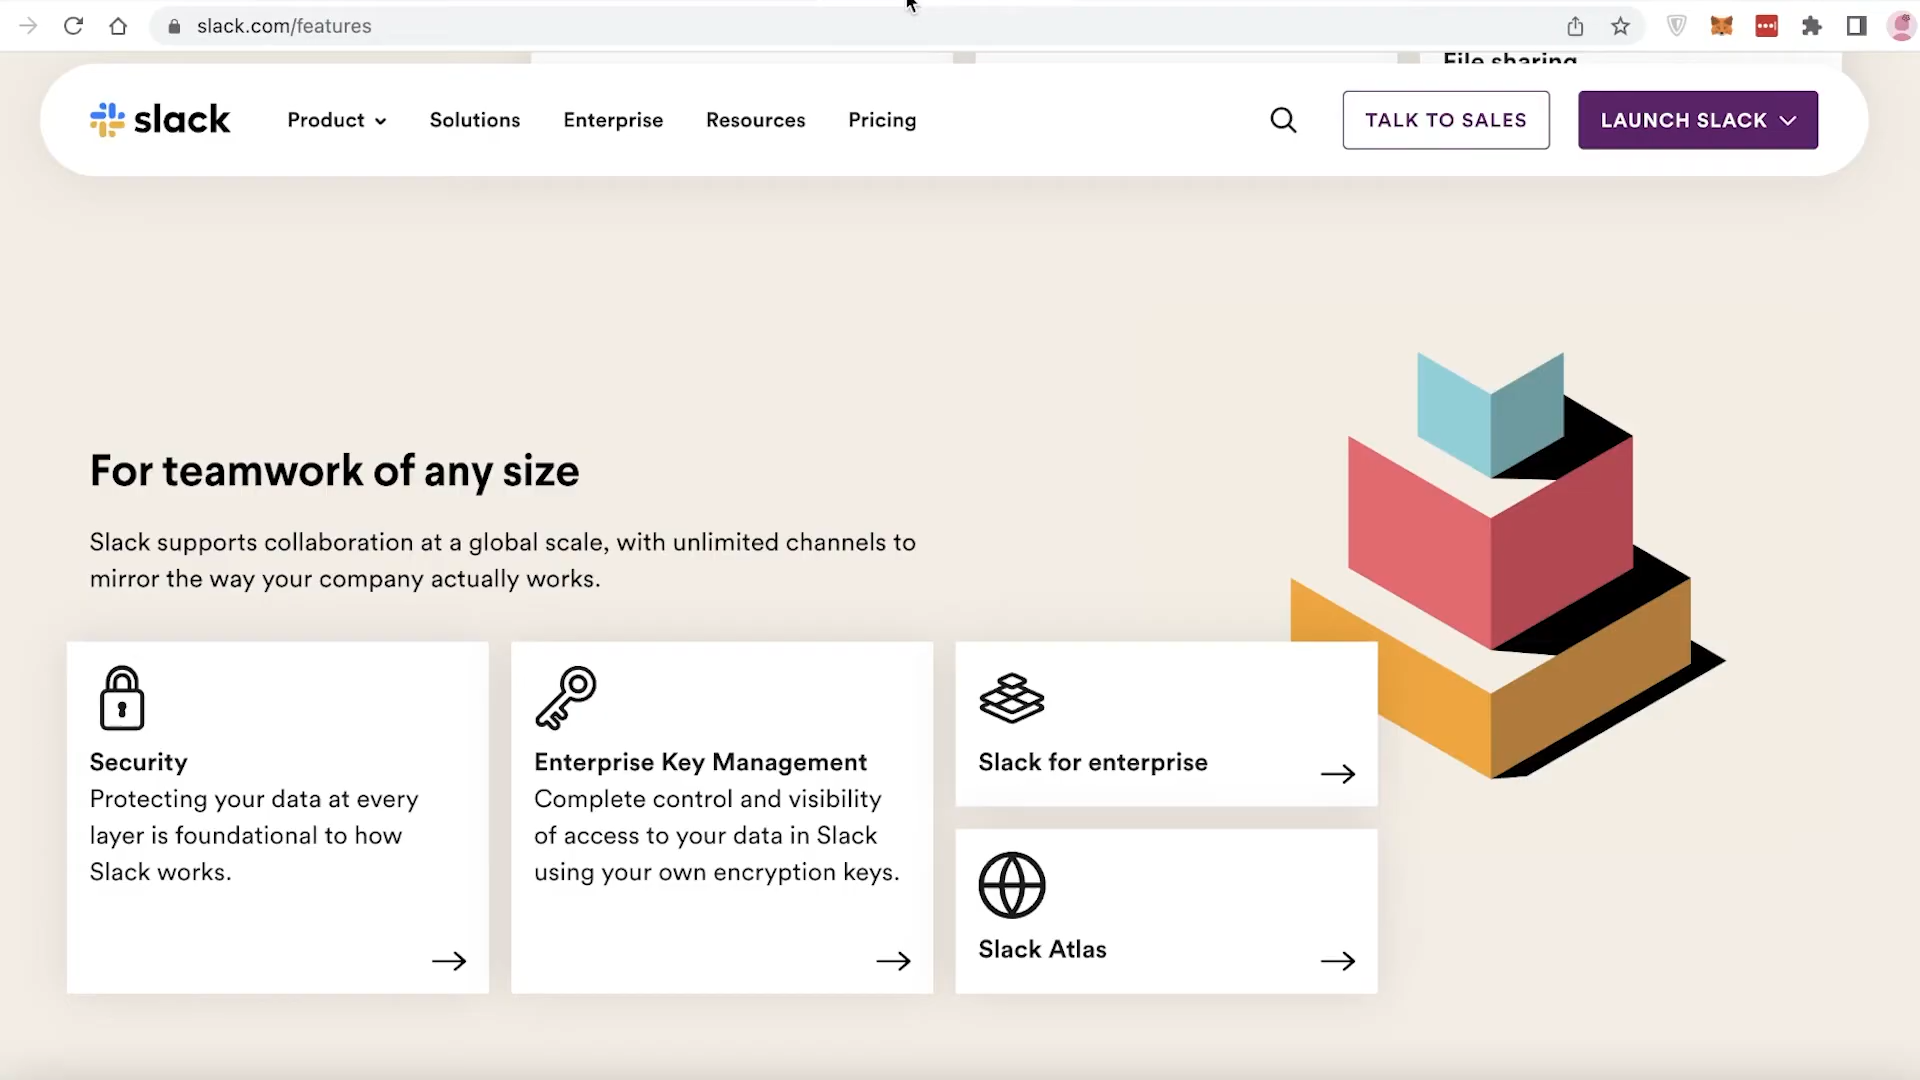 slack.com/features
File sharing
slack
Product
Solutions
Enterprise
Resources
Pricing
TALK TO SALES
LAUNCH SLACK
For teamwork of any size
Slack supports collaboration at a global scale, with unlimited channels to
mirror the way your company actually works.
Security
Protecting your data at every
layer is foundational to how
Slack works.
Enterprise Key Management
Complete control and visibility
of access to your data in Slack
using your own encryption keys.
Slack for enterprise
Slack Atlas